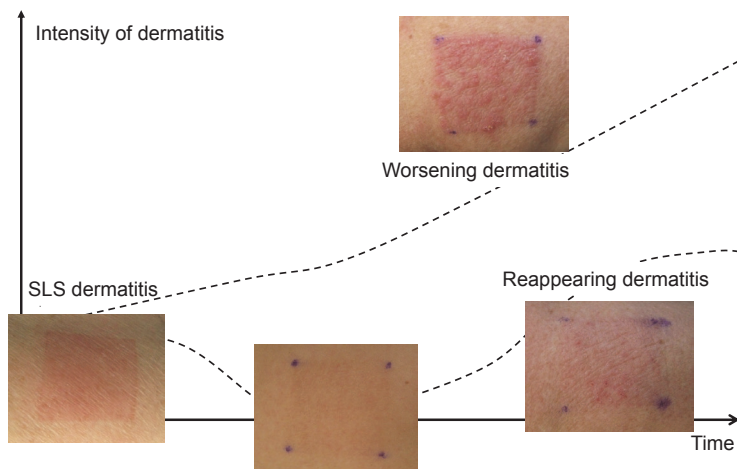 Intensity of dermatitis
Worsening dermatitis
SLS dermatitis
Reappearing dermatitis
Time